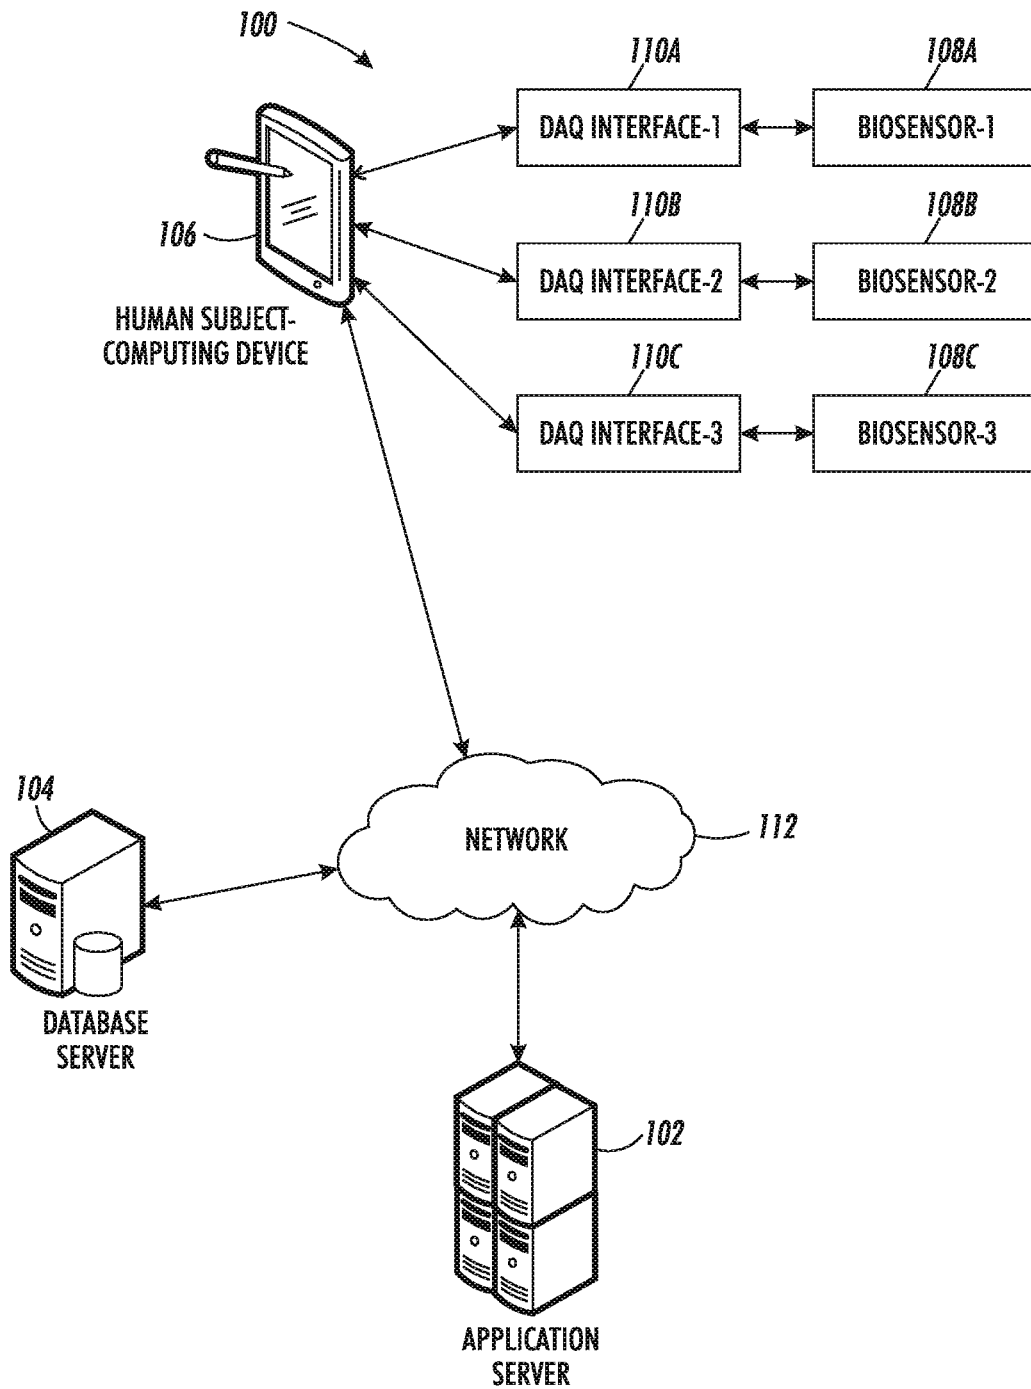 100
110A
108A
DAQ INTERFACE-1
BIOSENSOR-1
110B
108B
106
DAQ INTERFACE-2
BIOSENSOR-2
HUMAN SUBJECT-
COMPUTING DEVICE
110C
108C
DAQ INTERFACE-3
BIOSENSOR-3
104
NETWORK
112
DATABASE
SERVER
102
APPLICATION
SERVER